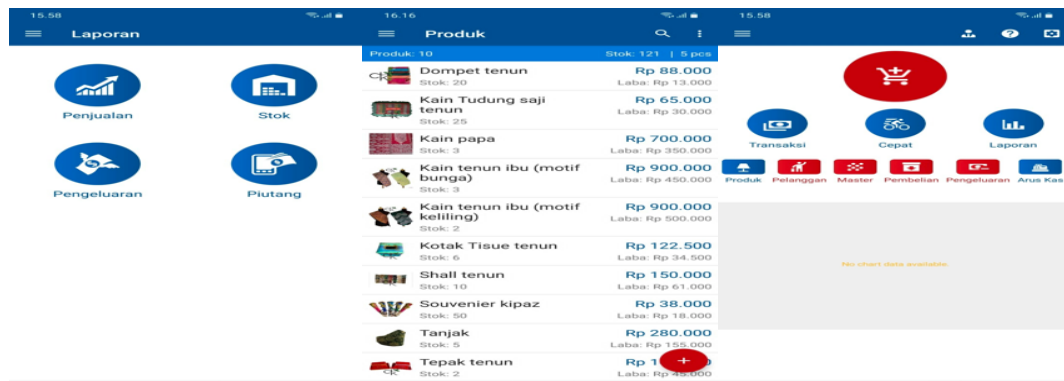 15.58
Laporan
Penjualan
Stok
Pengeluaran
Piutang
16.16
Produk
Produk: 10
Stok: 121 | 5 pcs
Dompet tenun
Rp 88.000
Stok: 20
Laba: Rp 13.000
Kain Tudung saji
tenun
Rp 65.000
Laba: Rp 30.000
Stok: 25
Kain papa
Rp 700.000
Stok: 3
Laba: Rp 350.000
Kain tenun ibu (motif
bunga)
Rp 900.000
Laba: Rp 450.000
Stok: 3
Kain tenun ibu (motif
keliling)
Rp 900.000
Laba: Rp 500.000
Stok: 2
Kotak Tisue tenun
Rp 122.500
Stok: 6
Laba: Rp 34.500
Shall tenun
Rp 150.000
Stok: 10
Laba: Rp 61.000
Souvenier kipaz
Rp 38.000
Stok: 50
Laba: Rp 18.000
Tanjak
Rp 280.000
Stok: 5
Laba: Rp 155.000
Tepak tenun
Rp 1
Stok: 2
Laba: Rp 45.000
15.58
Transaksi
Cepat
Laporan
Produk
Pelanggan
Master
Pembelian
Pengeluaran
Arus Kas
No chart data available.